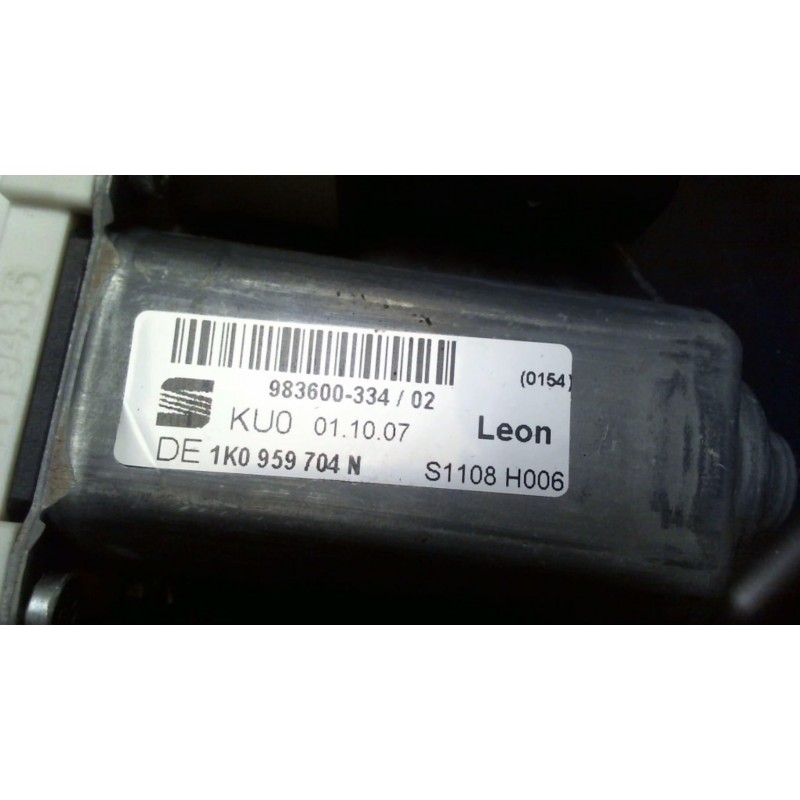 983600-334 / 02
(0154)
KU0 01.10.07 Leon
DE 1K0 959 704 N
S1108 H006